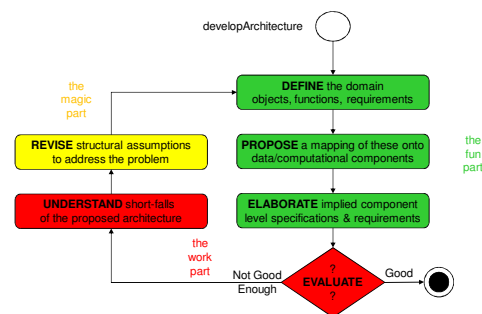 developArchitecture
the
magic
part
DEFINE the domain
objects, functions, requirements
REVISE structural assumptions
to address the problem
PROPOSE a mapping of these onto
data/computational components
the
fun
part
UNDERSTAND short-falls
of the proposed architecture
ELABORATE implied component
level specifications & requirements
the
work
part
Not Good
Enough
?
EVALUATE
?
Good